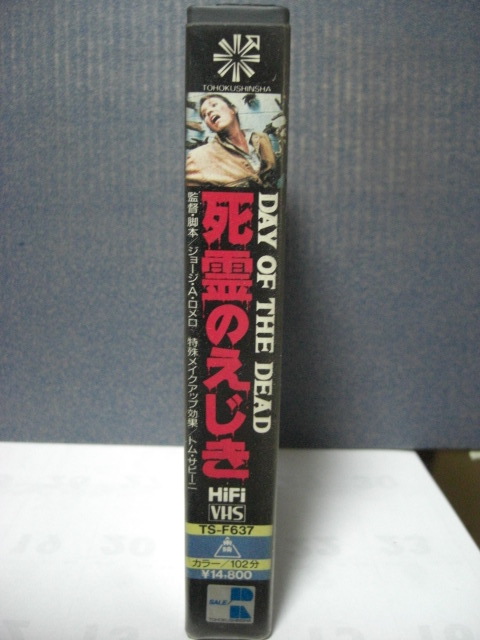 TOHOKUSHINSHA
DAY OF THE DEAD
死霊のえじき
監督・脚本／ジョージ・A・ロメロ 特殊メイクアップ効果／トム・サビーニ
HiFi
VHS
TS-F637
カラー／102分
¥14,800
SALE